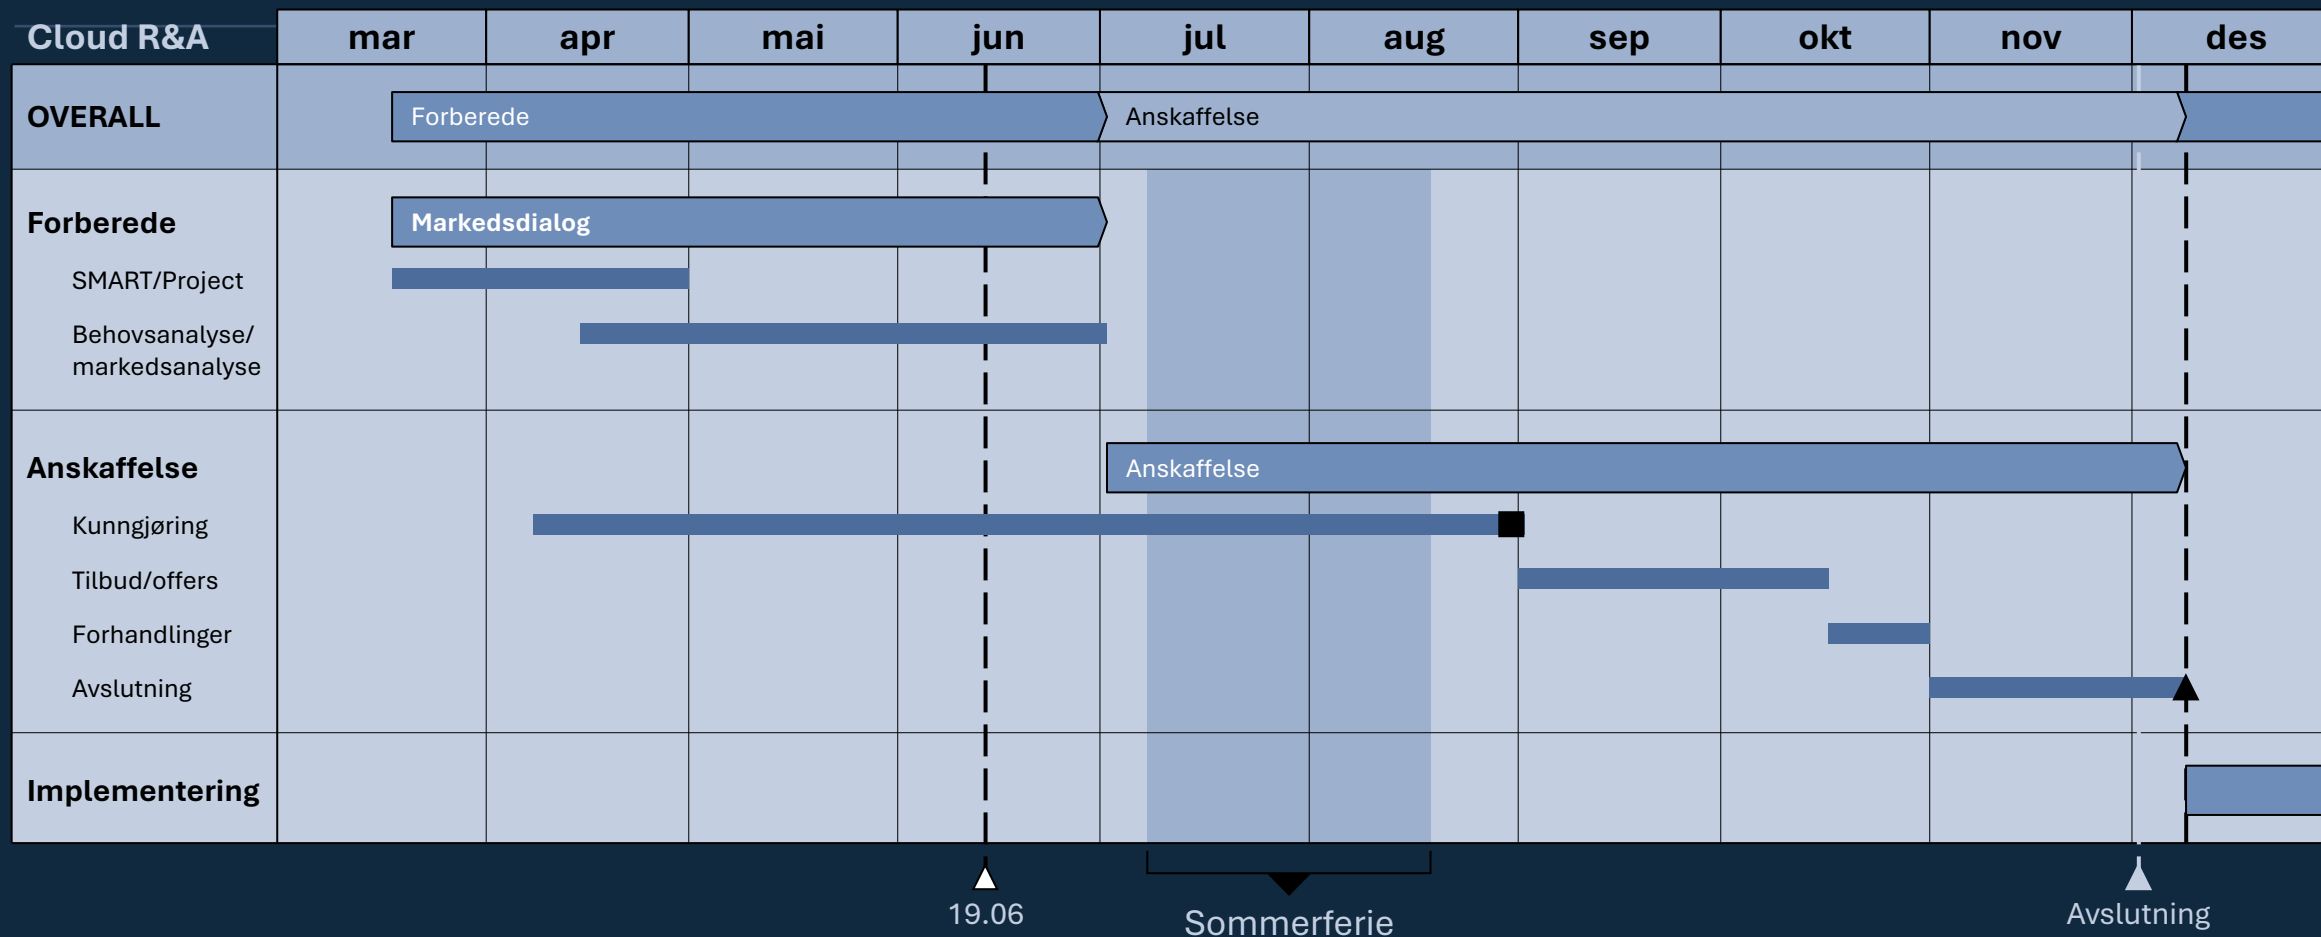 Cloud R&A mar apr mai jun jul aug sep okt nov des
OVERALL Forberede Anskaffelse
Forberede Markedsdialog
SMART/Project
Behovsanalyse/
markedsanalyse
Anskaffelse Anskaffelse
Kunngjøring
Tilbud/offers
Forhandlinger
Avslutning
Implementering
19.06 Sommerferie Avslutning